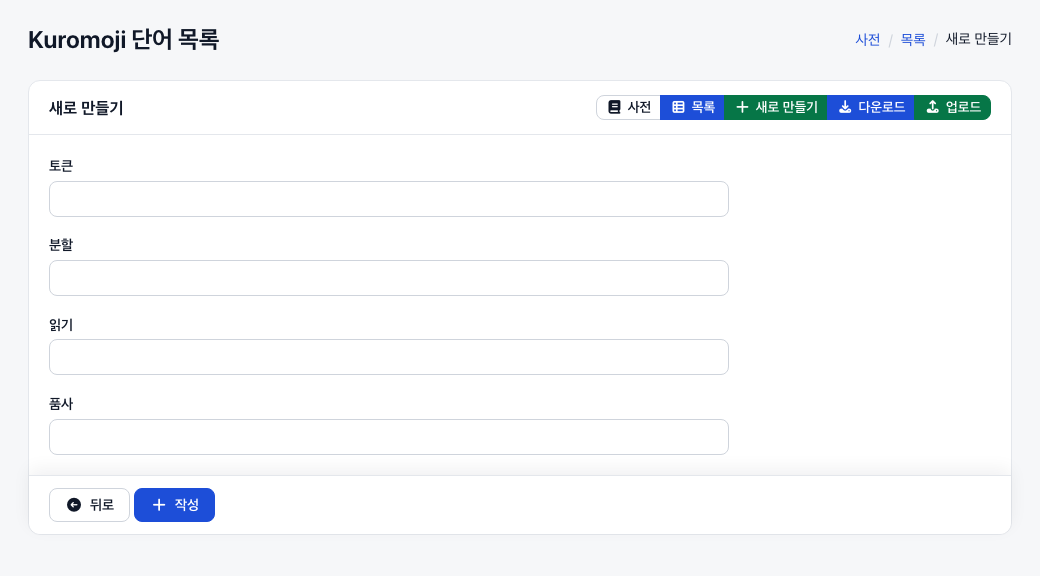 Kuromoji 단어 목록
사전 / 목록 / 새로 만들기
새로 만들기
사전 목록 새로 만들기 다운로드 업로드
토큰
분할
읽기
품사
뒤로 작성